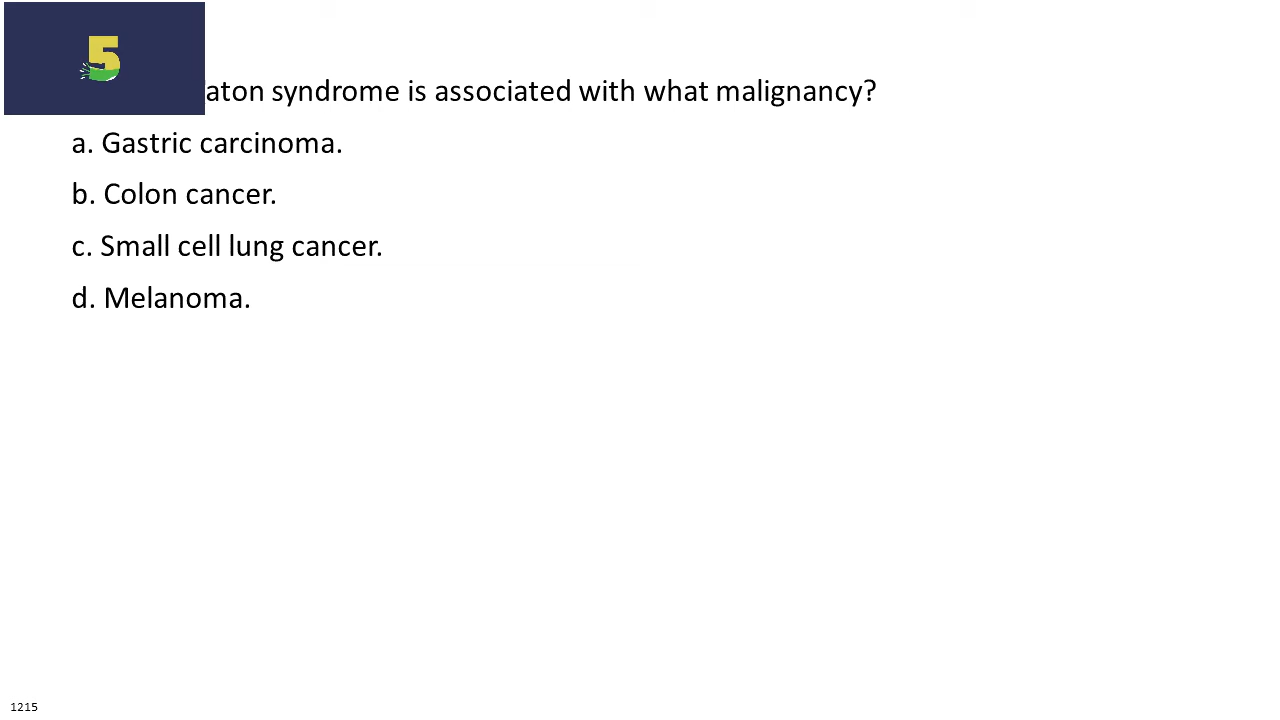 5
aton syndrome is associated with what malignancy?
a. Gastric carcinoma.
b. Colon cancer.
c. Small cell lung cancer.
d. Melanoma.
1215